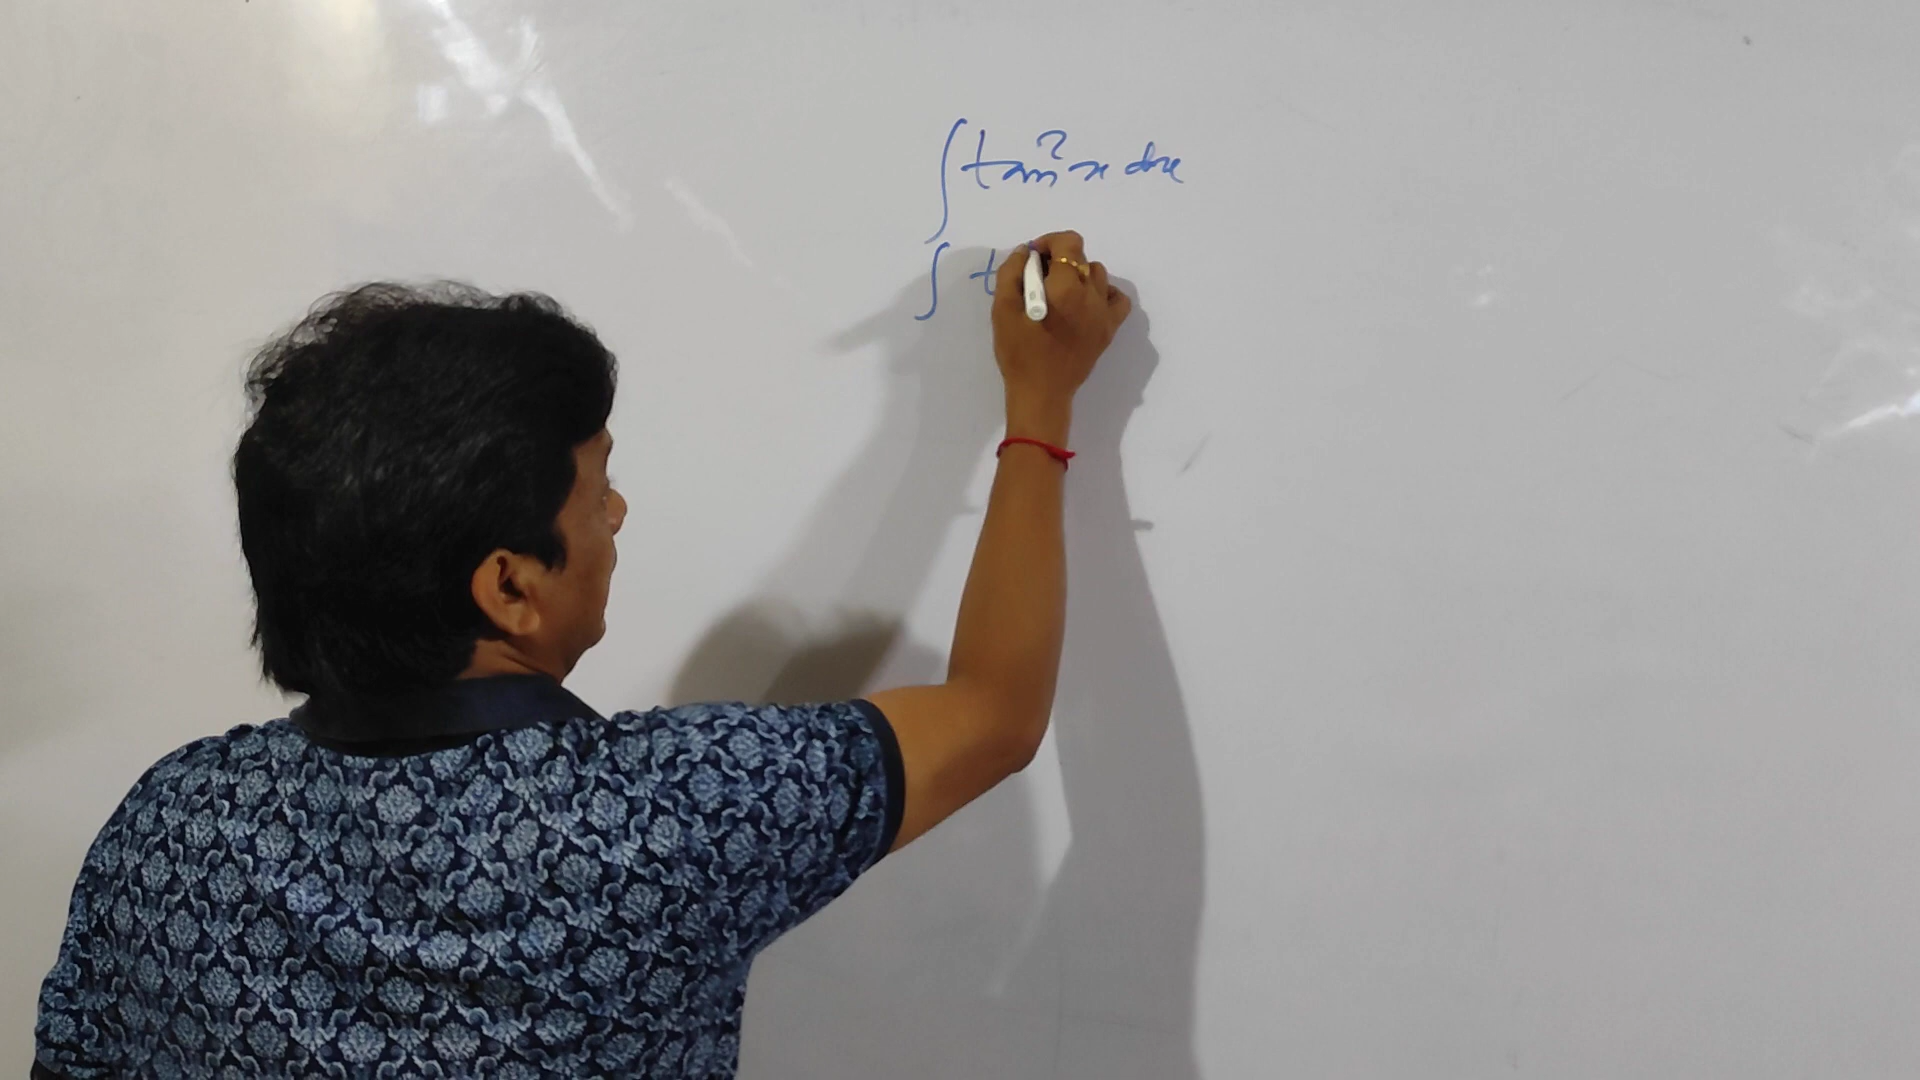 ∫ tan²x dx
∫ t